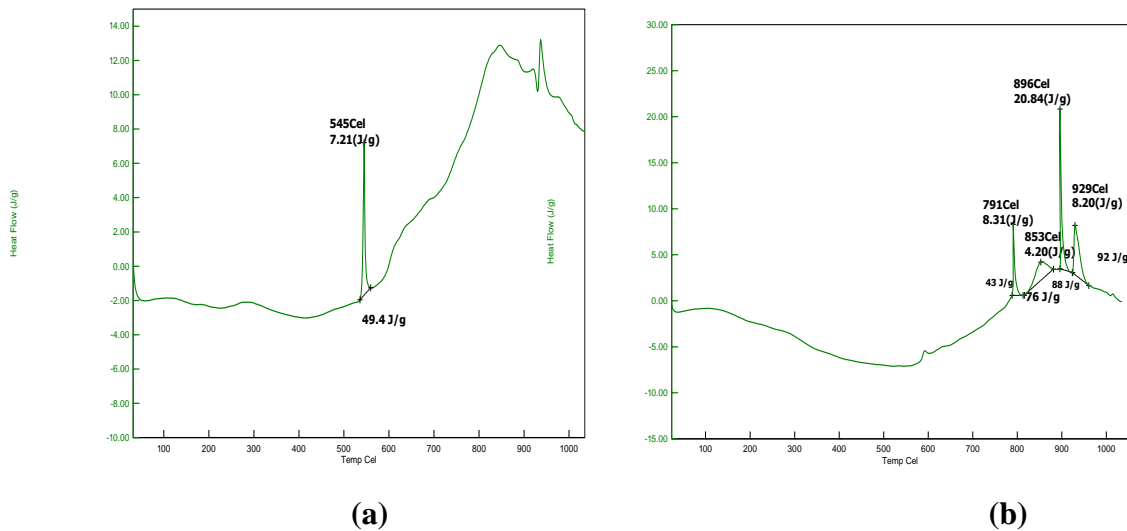 14.00
12.00
10.00
8.00
6.00
4.00
2.00
0.00
-2.00
-4.00
-6.00
-8.00
-10.00
Heat Flow (J/g)
545Cel
7.21(J/g)
49.4 J/g
100 200 300 400 500 600 700 800 900 1000
Temp Cel
(a)
30.00
25.00
20.00
15.00
10.00
5.00
0.00
-5.00
-10.00
-15.00
Heat Flow (J/g)
896Cel
20.84(J/g)
791Cel
8.31(J/g)
929Cel
8.20(J/g)
853Cel
4.20(J/g)
92 J/g
43 J/g
88 J/g
76 J/g
100 200 300 400 500 600 700 800 900 1000
Temp Cel
(b)